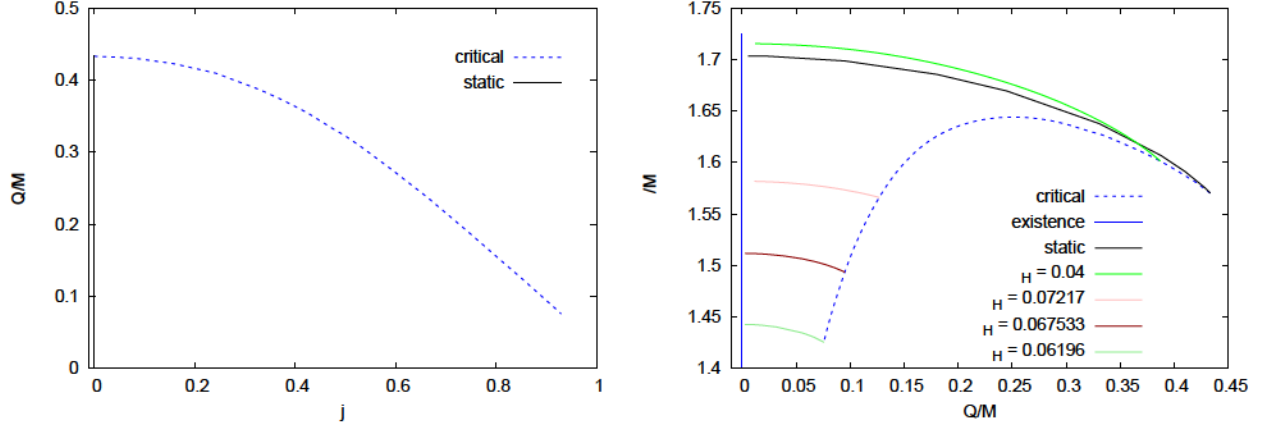 0.5
0.4
0.3
0.2
0.1
0
0 0.2 0.4 0.6 0.8 1
Q/M
j
critical
static
1.75
1.7
1.65
1.6
1.55
1.5
1.45
1.4
0 0.05 0.1 0.15 0.2 0.25 0.3 0.35 0.4 0.45
/M
Q/M
critical
existence
static
H = 0.04
H = 0.07217
H = 0.067533
H = 0.06196